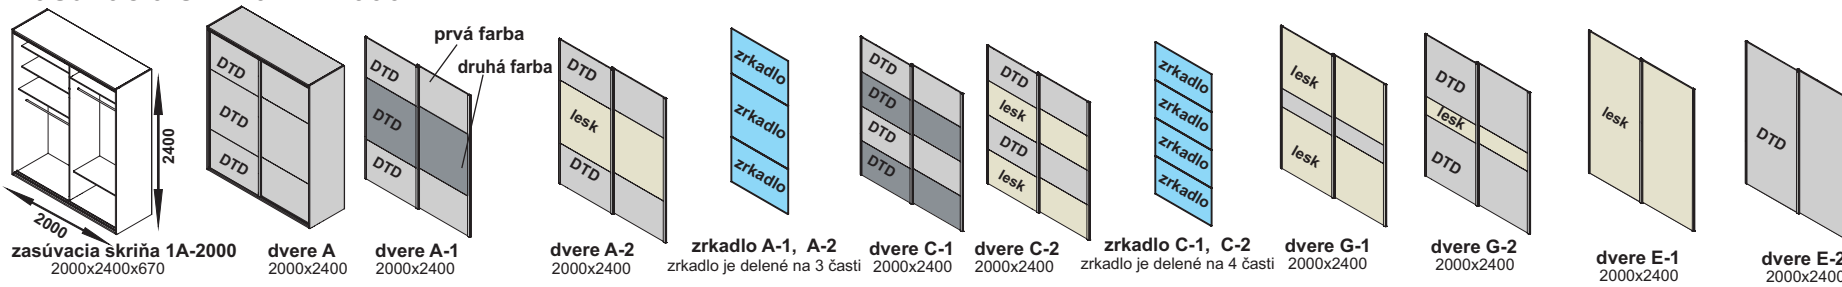 prvá farba
druhá farba
DTD
DTD
DTD
DTD
DTD
DTD
DTD
lesk
DTD
zrkadlo
zrkadlo
zrkadlo
DTD
DTD
DTD
DTD
DTD
lesk
DTD
lesk
zrkadlo
zrkadlo
zrkadlo
zrkadlo
lesk
lesk
DTD
lesk
DTD
lesk
DTD
2400
2000
zasúvacia skriňa 1A-2000
2000x2400x670
dvere A
2000x2400
dvere A-1
2000x2400
dvere A-2
2000x2400
zrkadlo A-1, A-2
zrkadlo je delené na 3 časti
dvere C-1
2000x2400
dvere C-2
2000x2400
zrkadlo C-1, C-2
zrkadlo je delené na 4 časti
dvere G-1
2000x2400
dvere G-2
2000x2400
dvere E-1
2000x2400
dvere E-2
2000x2400